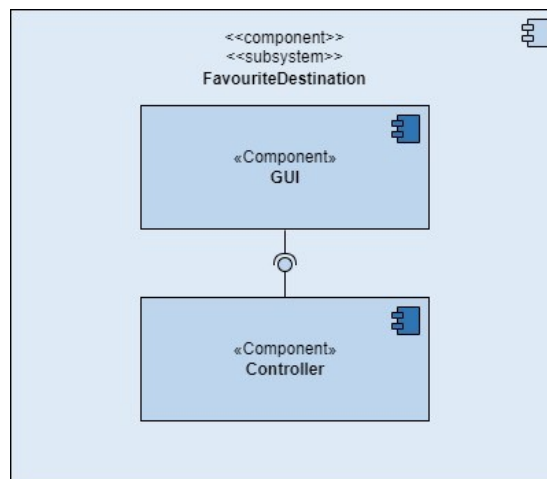 <<component>>
<<subsystem>>
FavouriteDestination
«Component»
GUI
«Component»
Controller